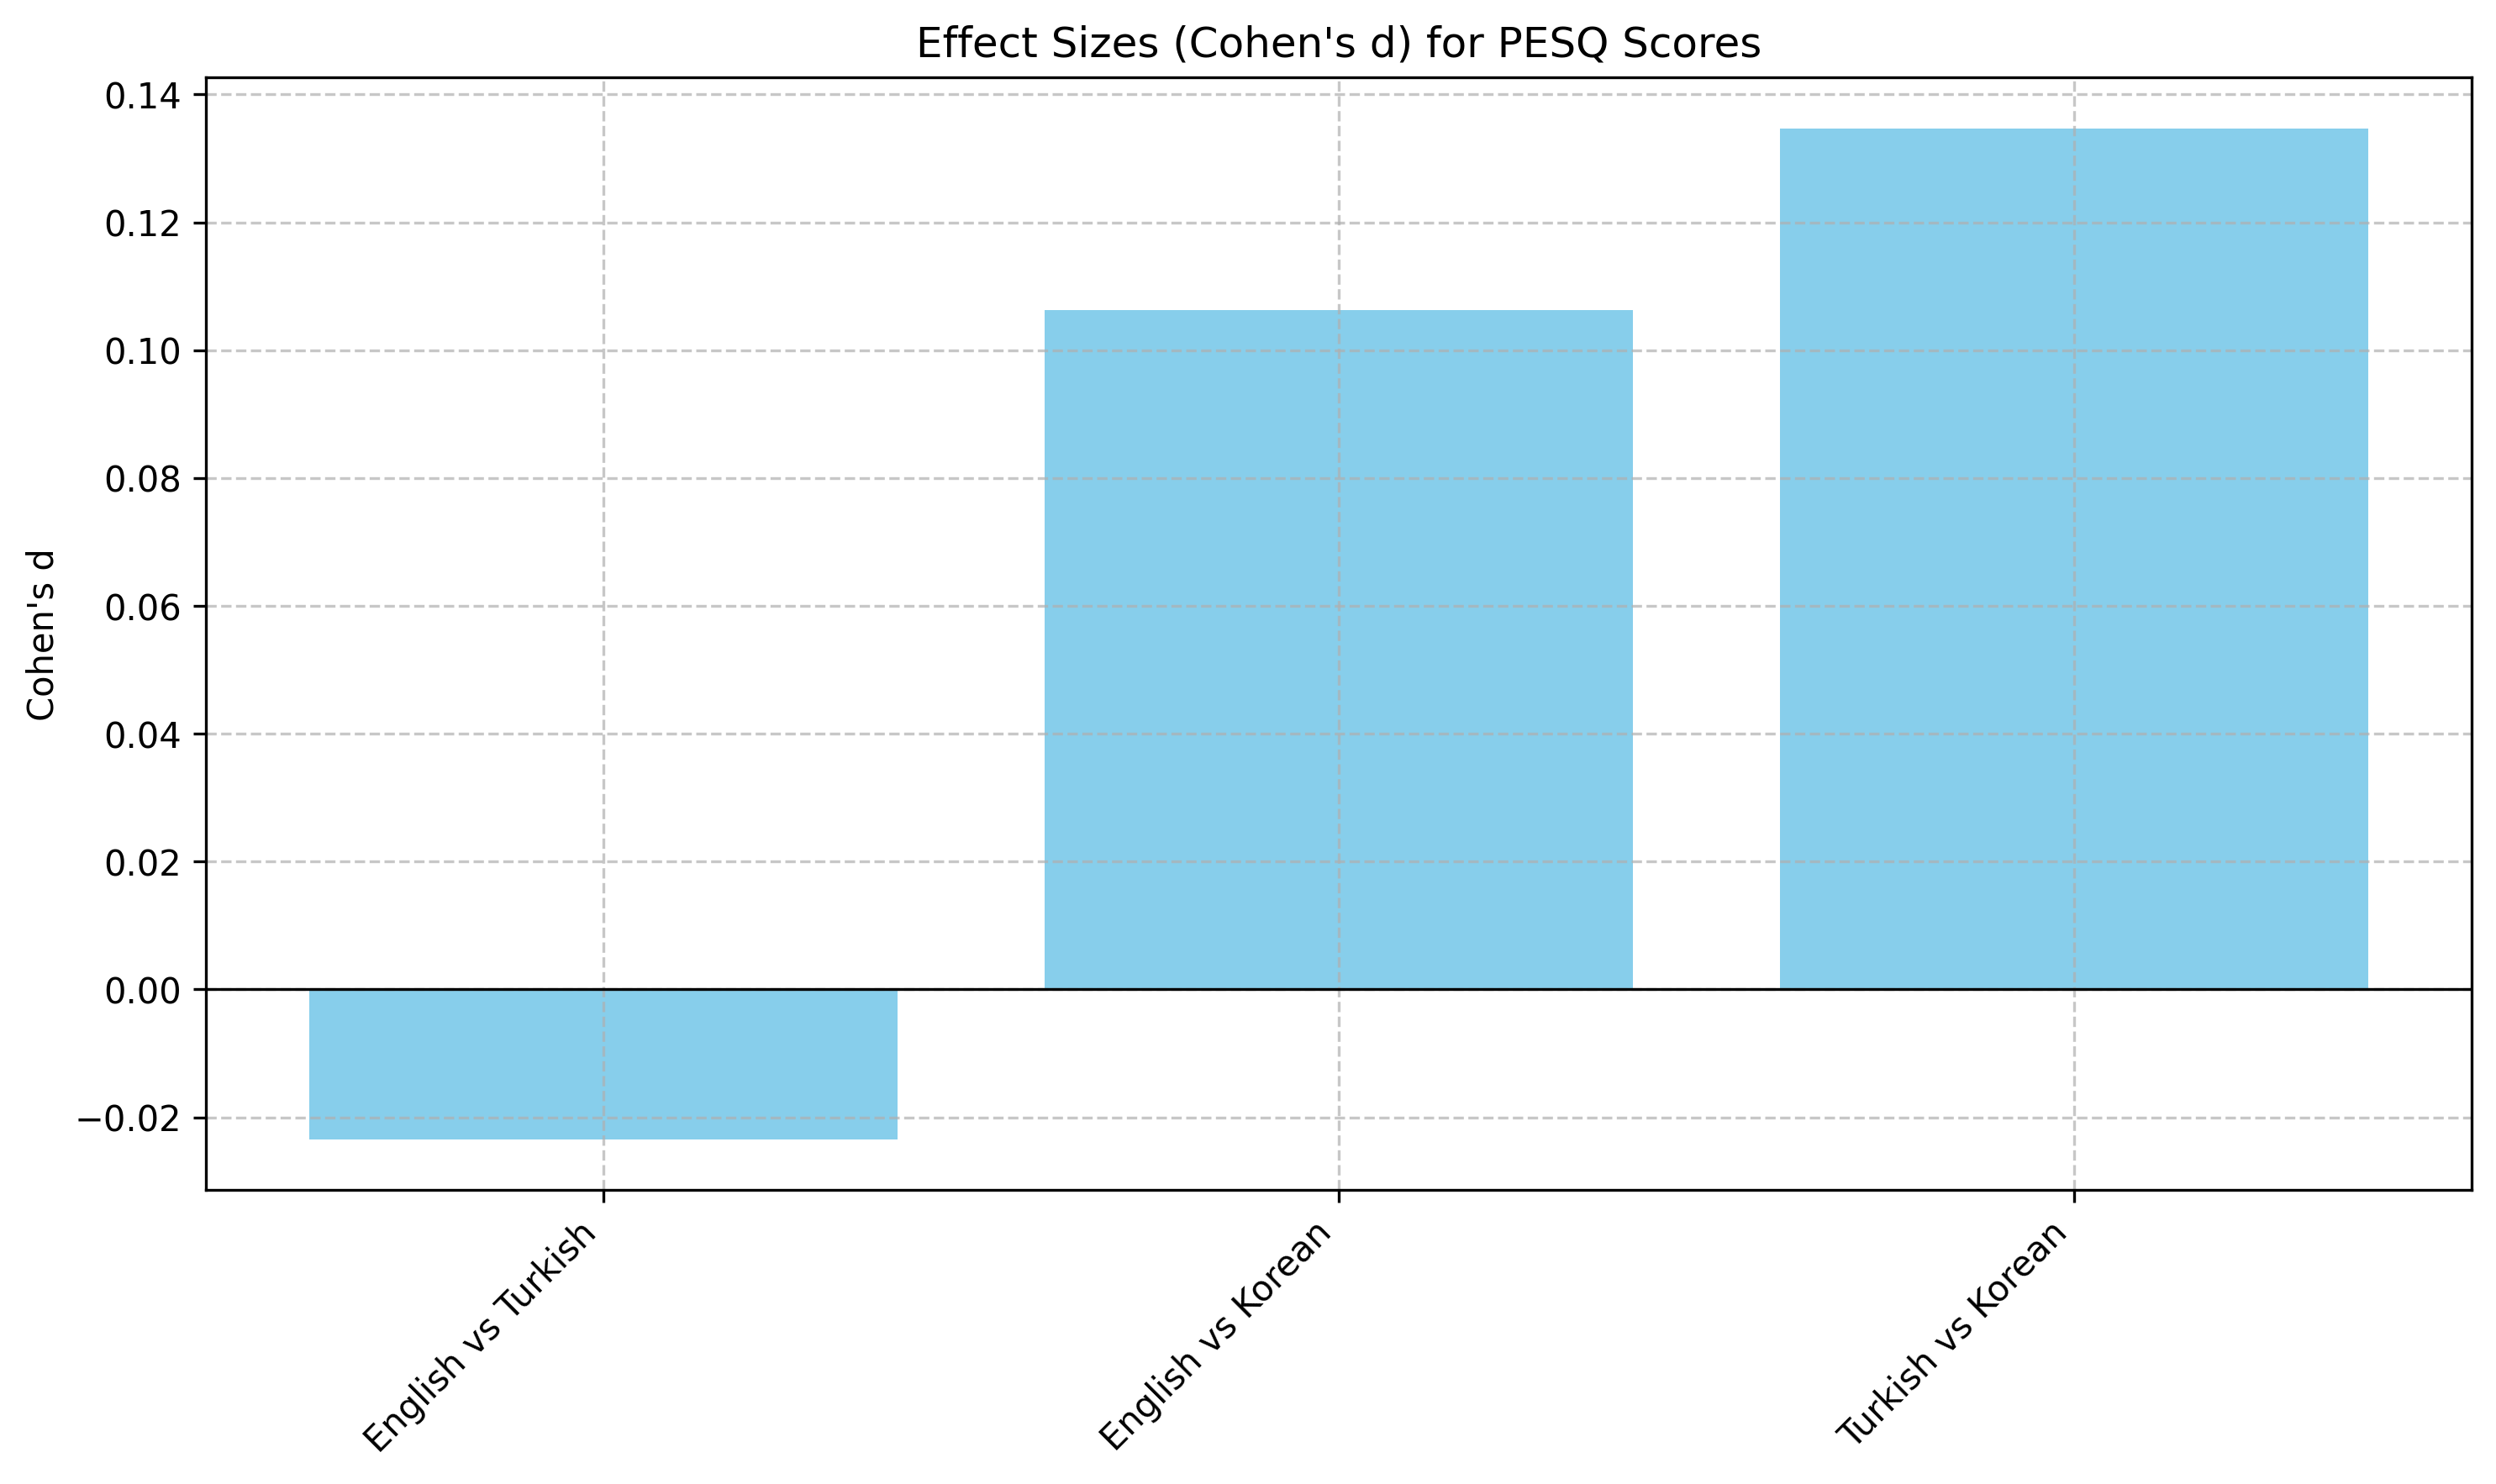 Effect Sizes (Cohen's d) for PESQ Scores
Cohen's d
0.14
0.12
0.10
0.08
0.06
0.04
0.02
0.00
−0.02
English vs Turkish
English vs Korean
Turkish vs Korean